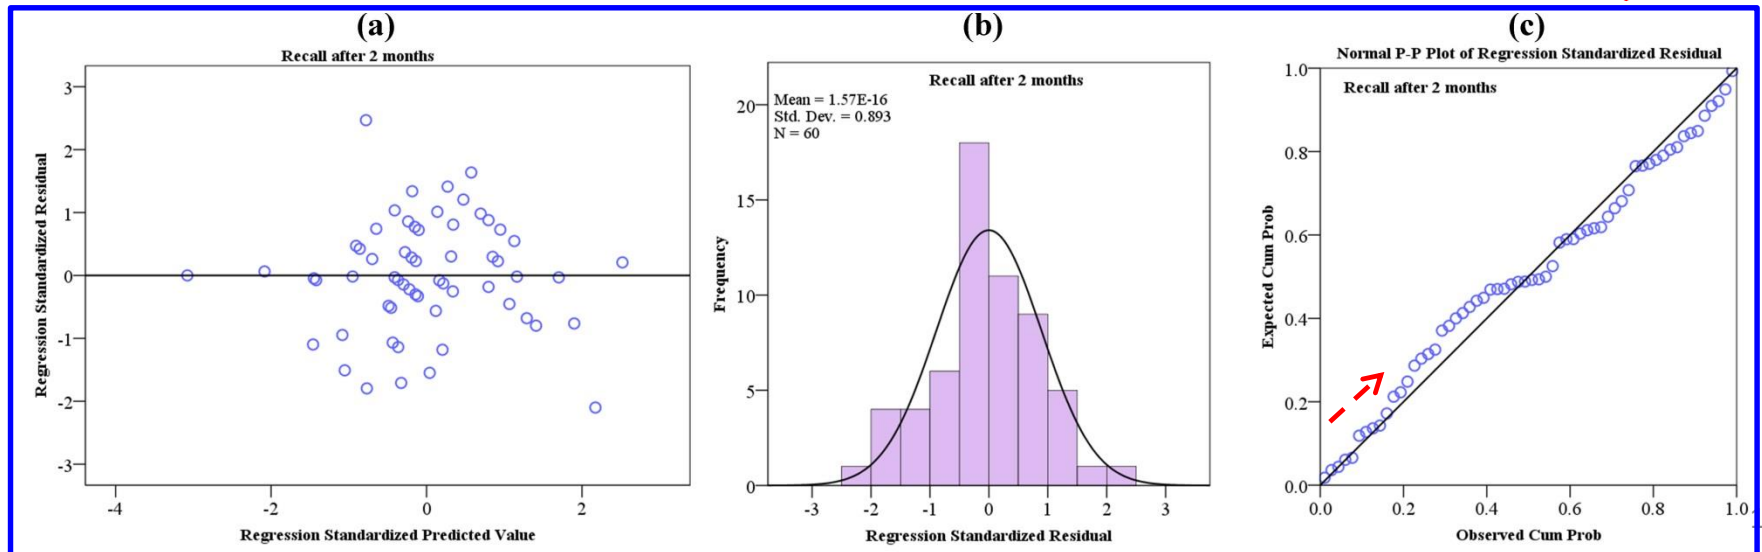 (a)
Recall after 2 months
3
2
1
0
-1
-2
-3
Regression Standardized Residual
-4
-2
0
2
Regression Standardized Predicted Value
(b)
Recall after 2 months
Mean = 1.57E-16
Std. Dev. = 0.893
N = 60
20
15
10
5
0
Frequency
-3
-2
-1
0
1
2
3
Regression Standardized Residual
(c)
Normal P-P Plot of Regression Standardized Residual
Recall after 2 months
1.0
0.8
0.6
0.4
0.2
0.0
Expected Cum Prob
0.0
0.2
0.4
0.6
0.8
1.0
Observed Cum Prob